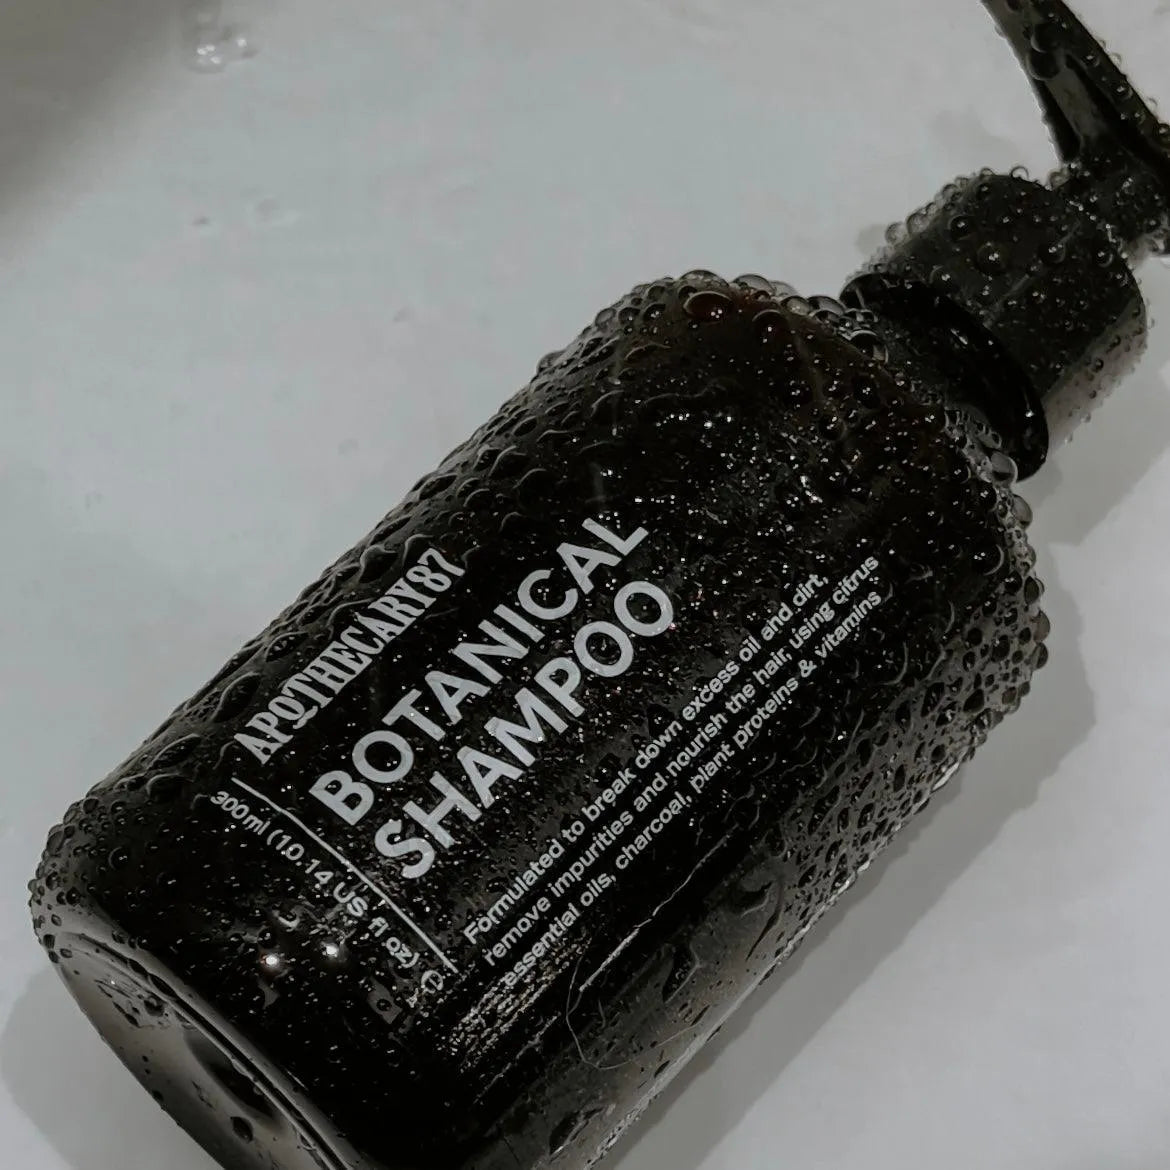 APOTHECARY87
BOTANICAL
SHAMPOO
Formulated to break down excess oil and dirt,
remove impurities and nourish the hair, using citrus
essential oils, charcoal, plant proteins & vitamins
300ml (10.14 US fl oz)